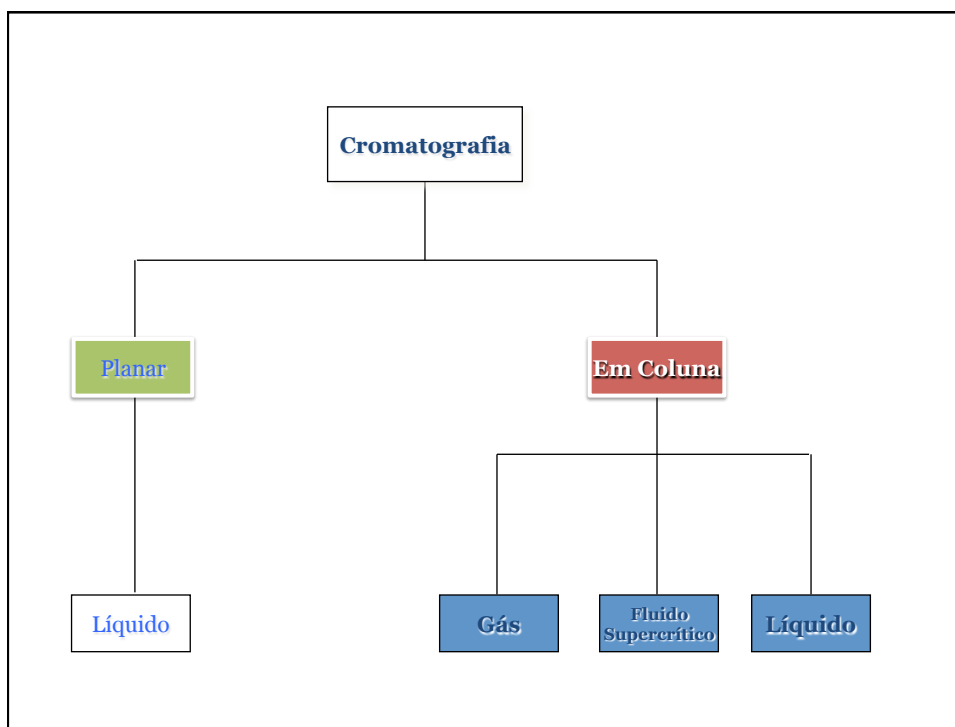 Cromatografia
Planar
Em Coluna
Líquido
Gás
Fluido
Supercrítico
Líquido